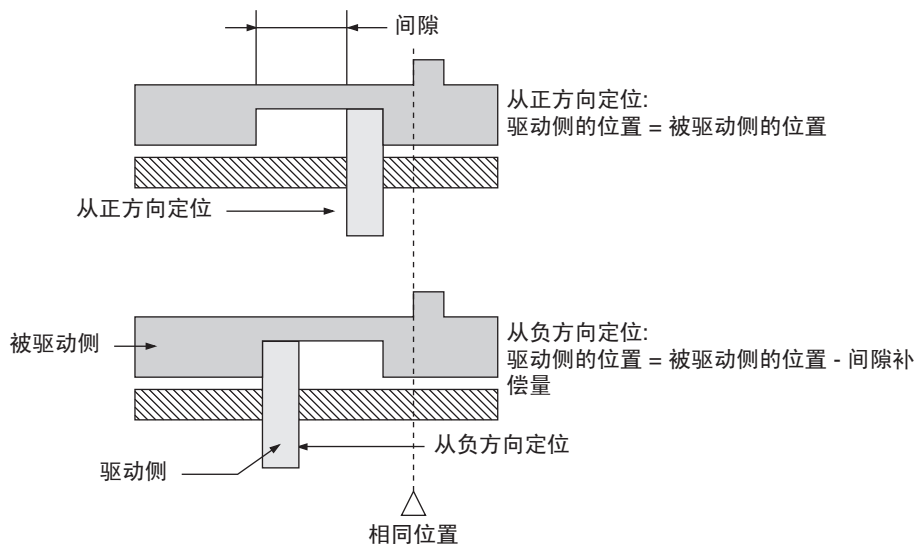 间隙
从正方向定位:
驱动侧的位置 = 被驱动侧的位置
从正方向定位
被驱动侧
从负方向定位:
驱动侧的位置 = 被驱动侧的位置 - 间隙补
偿量
从负方向定位
驱动侧
相同位置